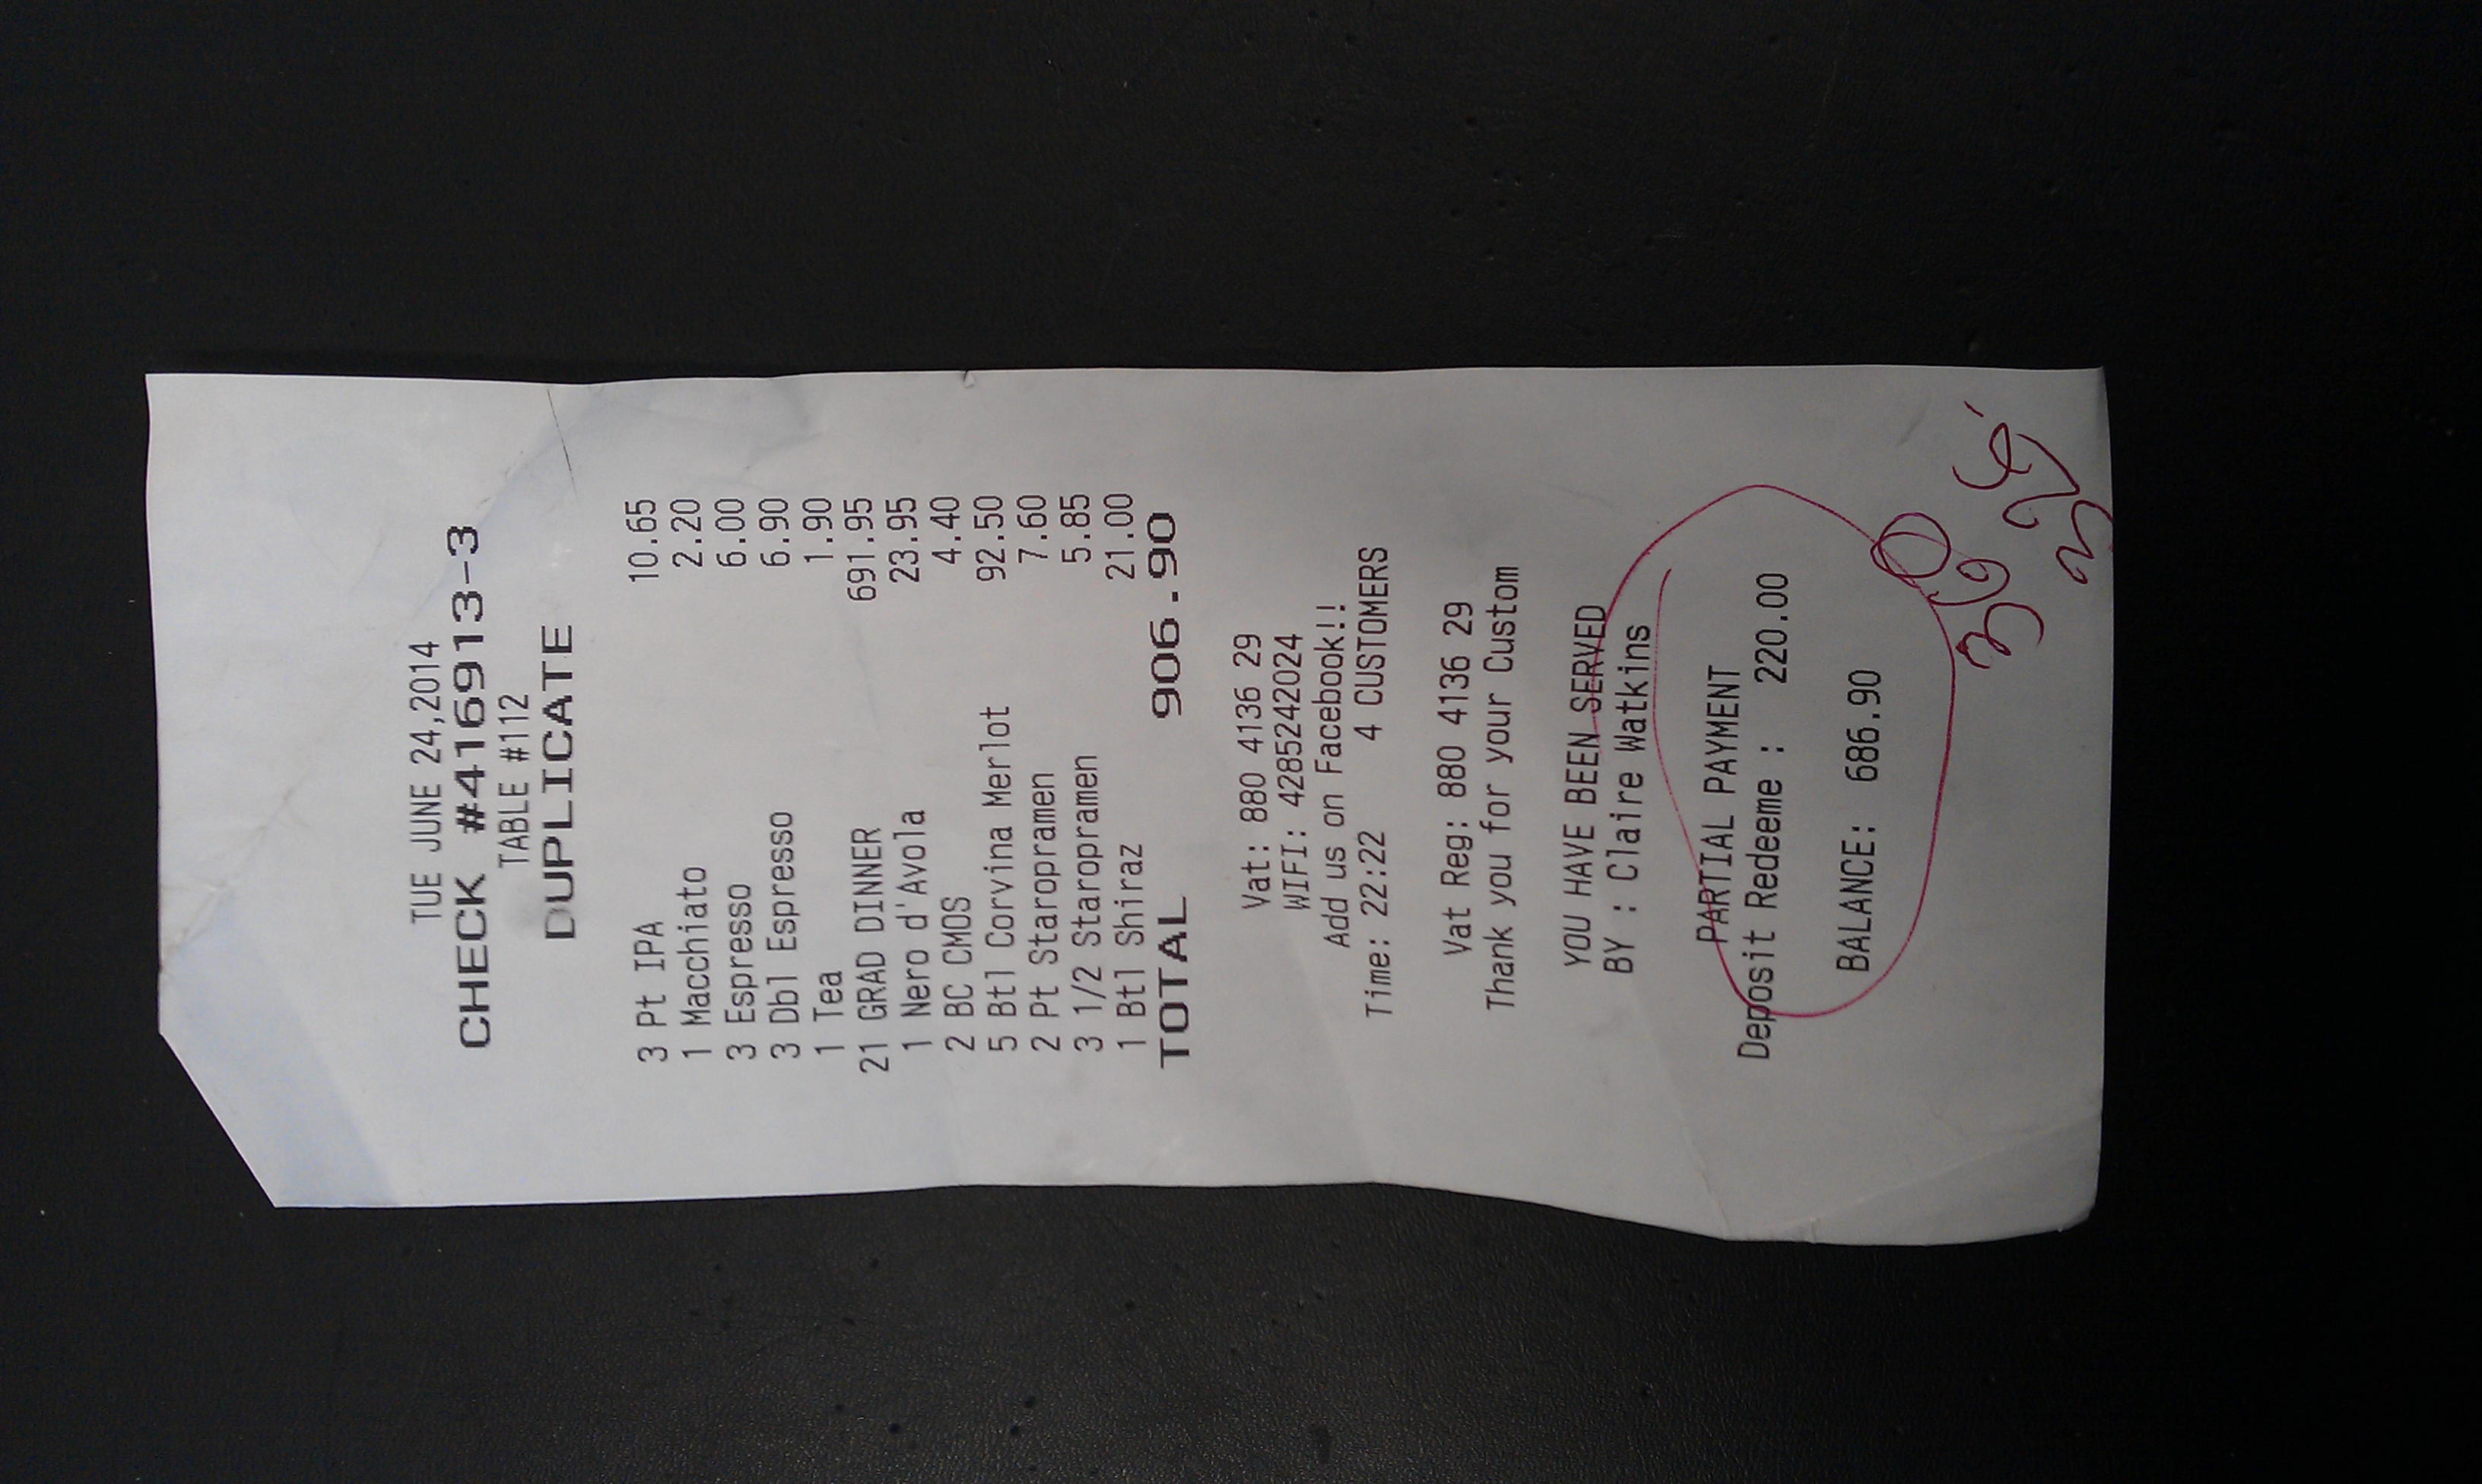 TUE JUNE 24,2014
CHECK #416913-3
TABLE #112
DUPLICATE
3 Pt IPA 10.65
1 Macchiato 2.20
3 Espresso 6.00
3 Dbl Espresso 6.90
1 Tea 1.90
21 GRAD DINNER 691.95
1 Nero d'Avola 23.95
2 BC CMOS 4.40
5 Btl Corvina Merlot 92.50
2 Pt Staropramen 7.60
3 1/2 Staropramen 5.85
1 Btl Shiraz 21.00
TOTAL 906.90
Vat: 880 4136 29
WIFI: 4285242024
Add us on Facebook!!
Time: 22:22 4 CUSTOMERS
Vat Reg: 880 4136 29
Thank you for your Custom
YOU HAVE BEEN SERVED
BY : Claire Watkins
PARTIAL PAYMENT
Deposit Redeeme : 220.00
BALANCE: 686.90